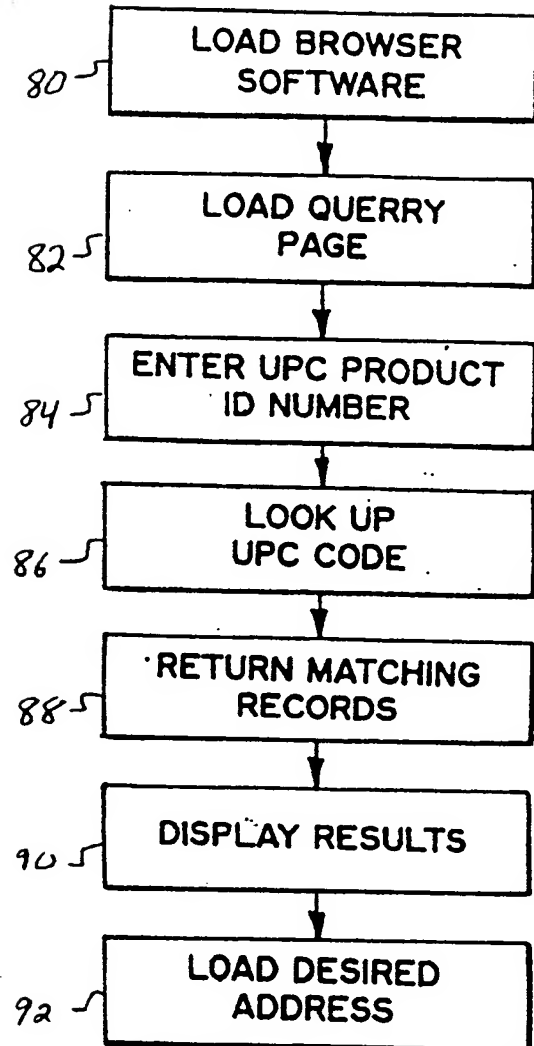 80
LOAD BROWSER
SOFTWARE
82
LOAD QUERRY
PAGE
84
ENTER UPC PRODUCT
ID NUMBER
86
LOOK UP
UPC CODE
88
RETURN MATCHING
RECORDS
90
DISPLAY RESULTS
92
LOAD DESIRED
ADDRESS